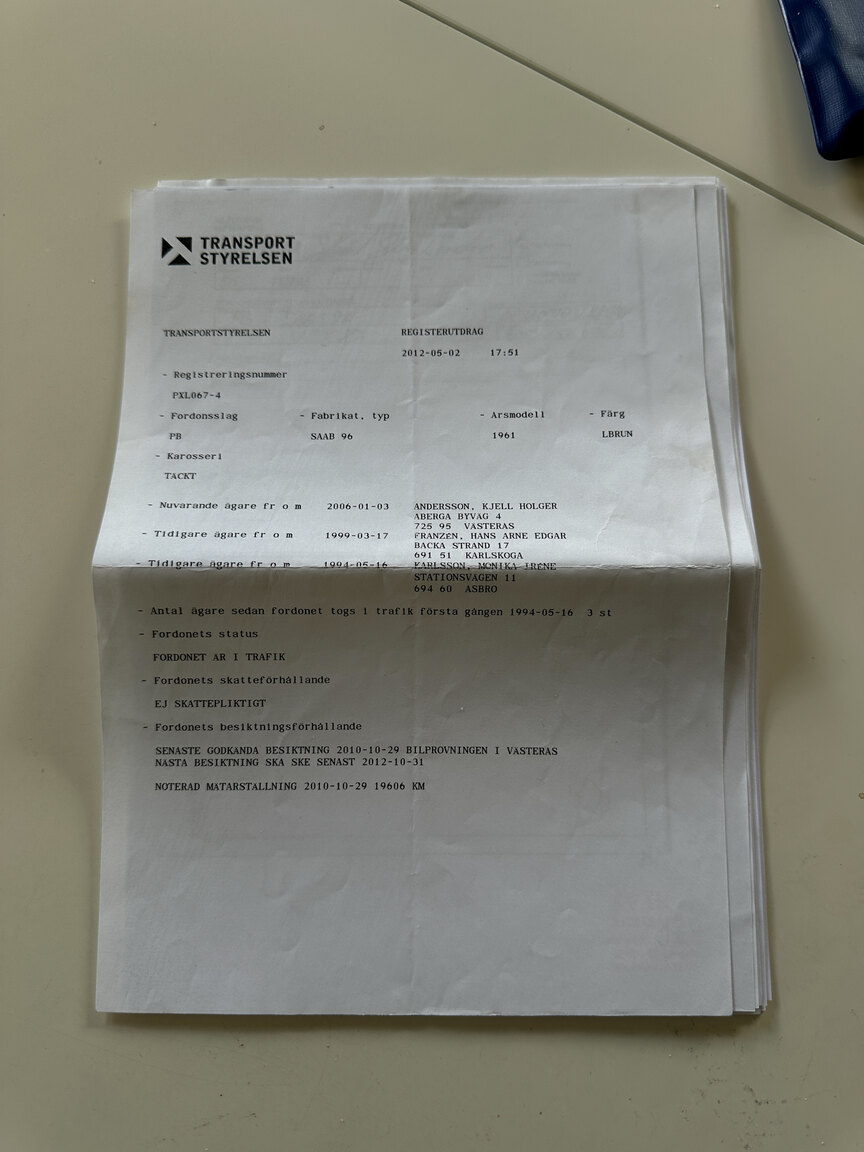 TRANSPORT
STYRELSEN
TRANSPORTSTYRELSEN REGISTERUTDRAG
2012-05-02 17:51
- Registreringsnummer
PXL067-4
- Fordonsslag - Fabrikat, typ - Arsmodell - Färg
PB SAAB 96 1961 LBRUN
- Karosseri
TACKT
- Nuvarande ägare fr o m 2006-01-03 ANDERSSON, KJELL HOLGER
ABERGA BYVAG 4
725 95 VASTERAS
- Tidigare ägare fr o m 1999-03-17 FRANZEN, HANS ARNE EDGAR
BACKA STRAND 17
691 51 KARLSKOGA
- Tidigare ägare fr o m 1994-05-16 KARLSSON, MONIKA IRENE
STATIONSVAGEN 11
694 60 ASBRO
- Antal ägare sedan fordonet togs i trafik första gången 1994-05-16 3 st
- Fordonets status
FORDONET AR I TRAFIK
- Fordonets skatteförhållande
EJ SKATTEPLIKTIGT
- Fordonets besiktningsförhållande
SENASTE GODKANDA BESIKTNING 2010-10-29 BILPROVNINGEN I VASTERAS
NASTA BESIKTNING SKA SKE SENAST 2012-10-31
NOTERAD MATARSTALLNING 2010-10-29 19606 KM